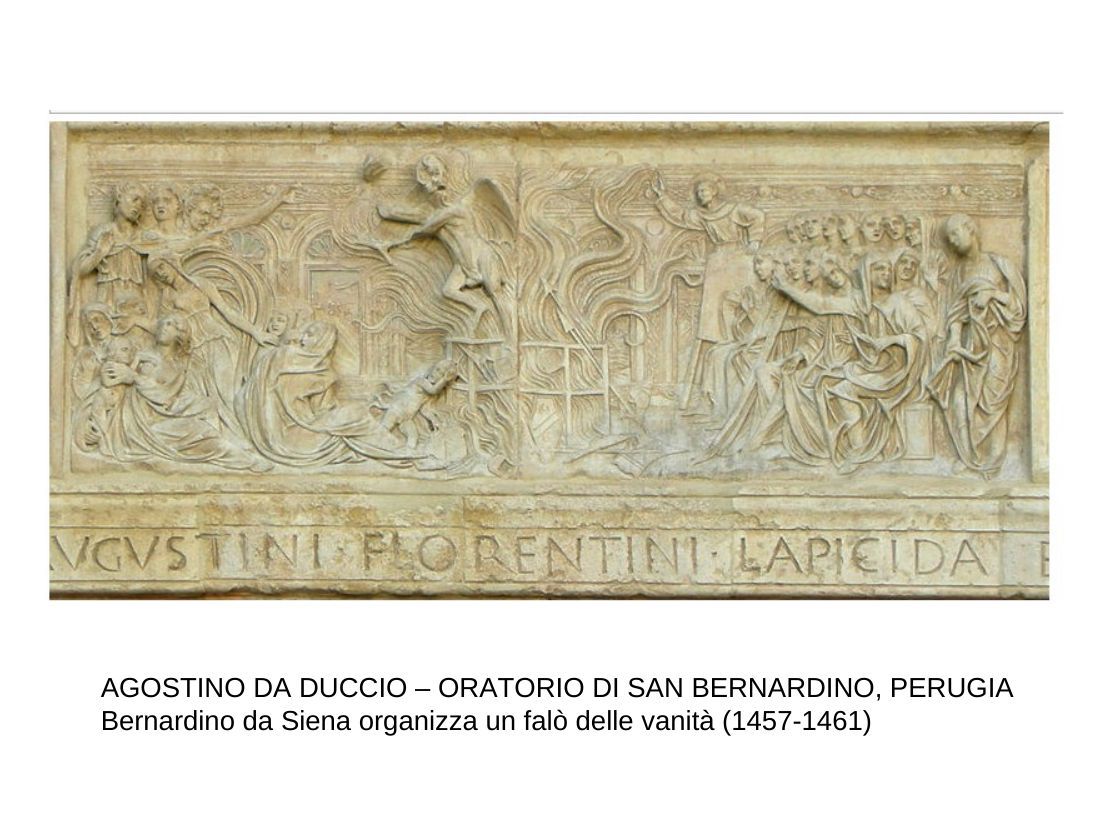 VGVSTINI · FLORENTINI · LAPICIDA E
AGOSTINO DA DUCCIO – ORATORIO DI SAN BERNARDINO, PERUGIA
Bernardino da Siena organizza un falò delle vanità (1457-1461)